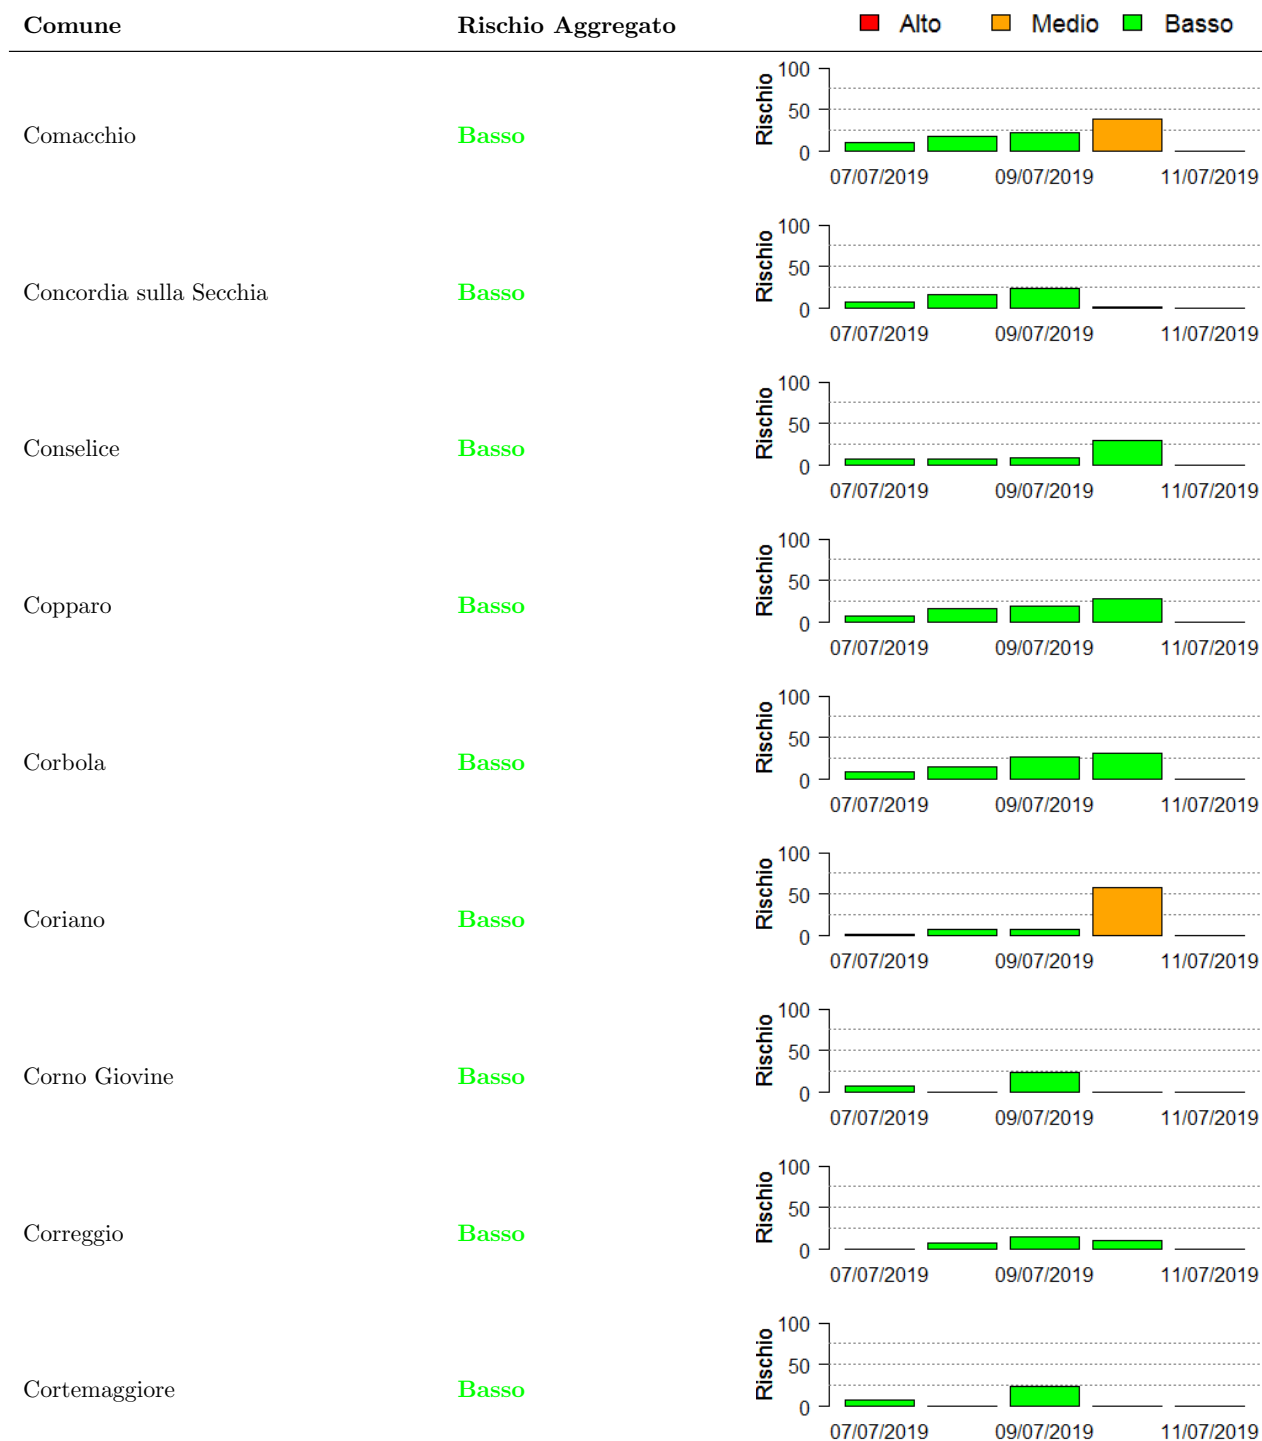 Comune Rischio Aggregato Alto Medio Basso
Comacchio Basso
Rischio
100
50
0
07/07/2019 09/07/2019 11/07/2019
Concordia sulla Secchia Basso
Rischio
100
50
0
07/07/2019 09/07/2019 11/07/2019
Conselice Basso
Rischio
100
50
0
07/07/2019 09/07/2019 11/07/2019
Copparo Basso
Rischio
100
50
0
07/07/2019 09/07/2019 11/07/2019
Corbola Basso
Rischio
100
50
0
07/07/2019 09/07/2019 11/07/2019
Coriano Basso
Rischio
100
50
0
07/07/2019 09/07/2019 11/07/2019
Corno Giovine Basso
Rischio
100
50
0
07/07/2019 09/07/2019 11/07/2019
Correggio Basso
Rischio
100
50
0
07/07/2019 09/07/2019 11/07/2019
Cortemaggiore Basso
Rischio
100
50
0
07/07/2019 09/07/2019 11/07/2019